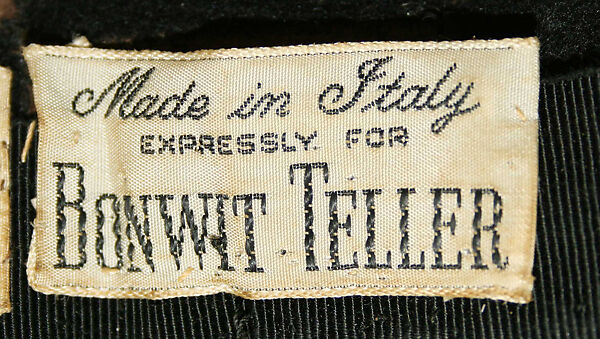 Made in Italy
EXPRESSLY FOR
BONWIT TELLER